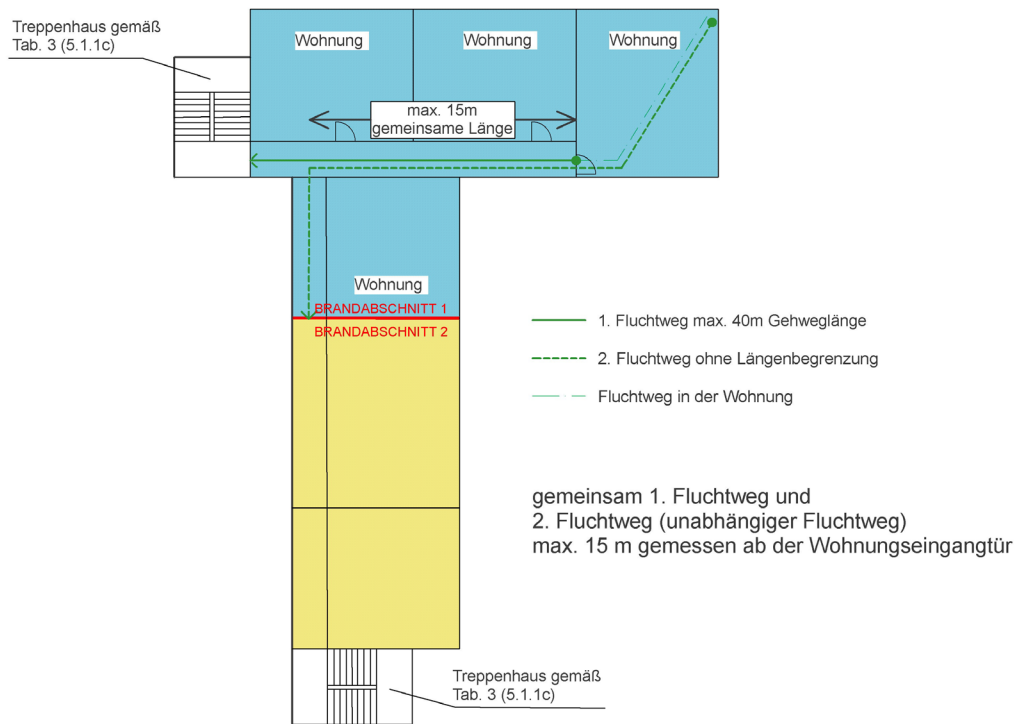 Treppenhaus gemäß
Tab. 3 (5.1.1c)
Wohnung
Wohnung
Wohnung
max. 15m
gemeinsame Länge
Wohnung
BRANDABSCHNITT 1
BRANDABSCHNITT 2
1. Fluchtweg max. 40m Gehweglänge
2. Fluchtweg ohne Längenbegrenzung
Fluchtweg in der Wohnung
gemeinsam 1. Fluchtweg und
2. Fluchtweg (unabhängiger Fluchtweg)
max. 15 m gemessen ab der Wohnungseingangtür
Treppenhaus gemäß
Tab. 3 (5.1.1c)